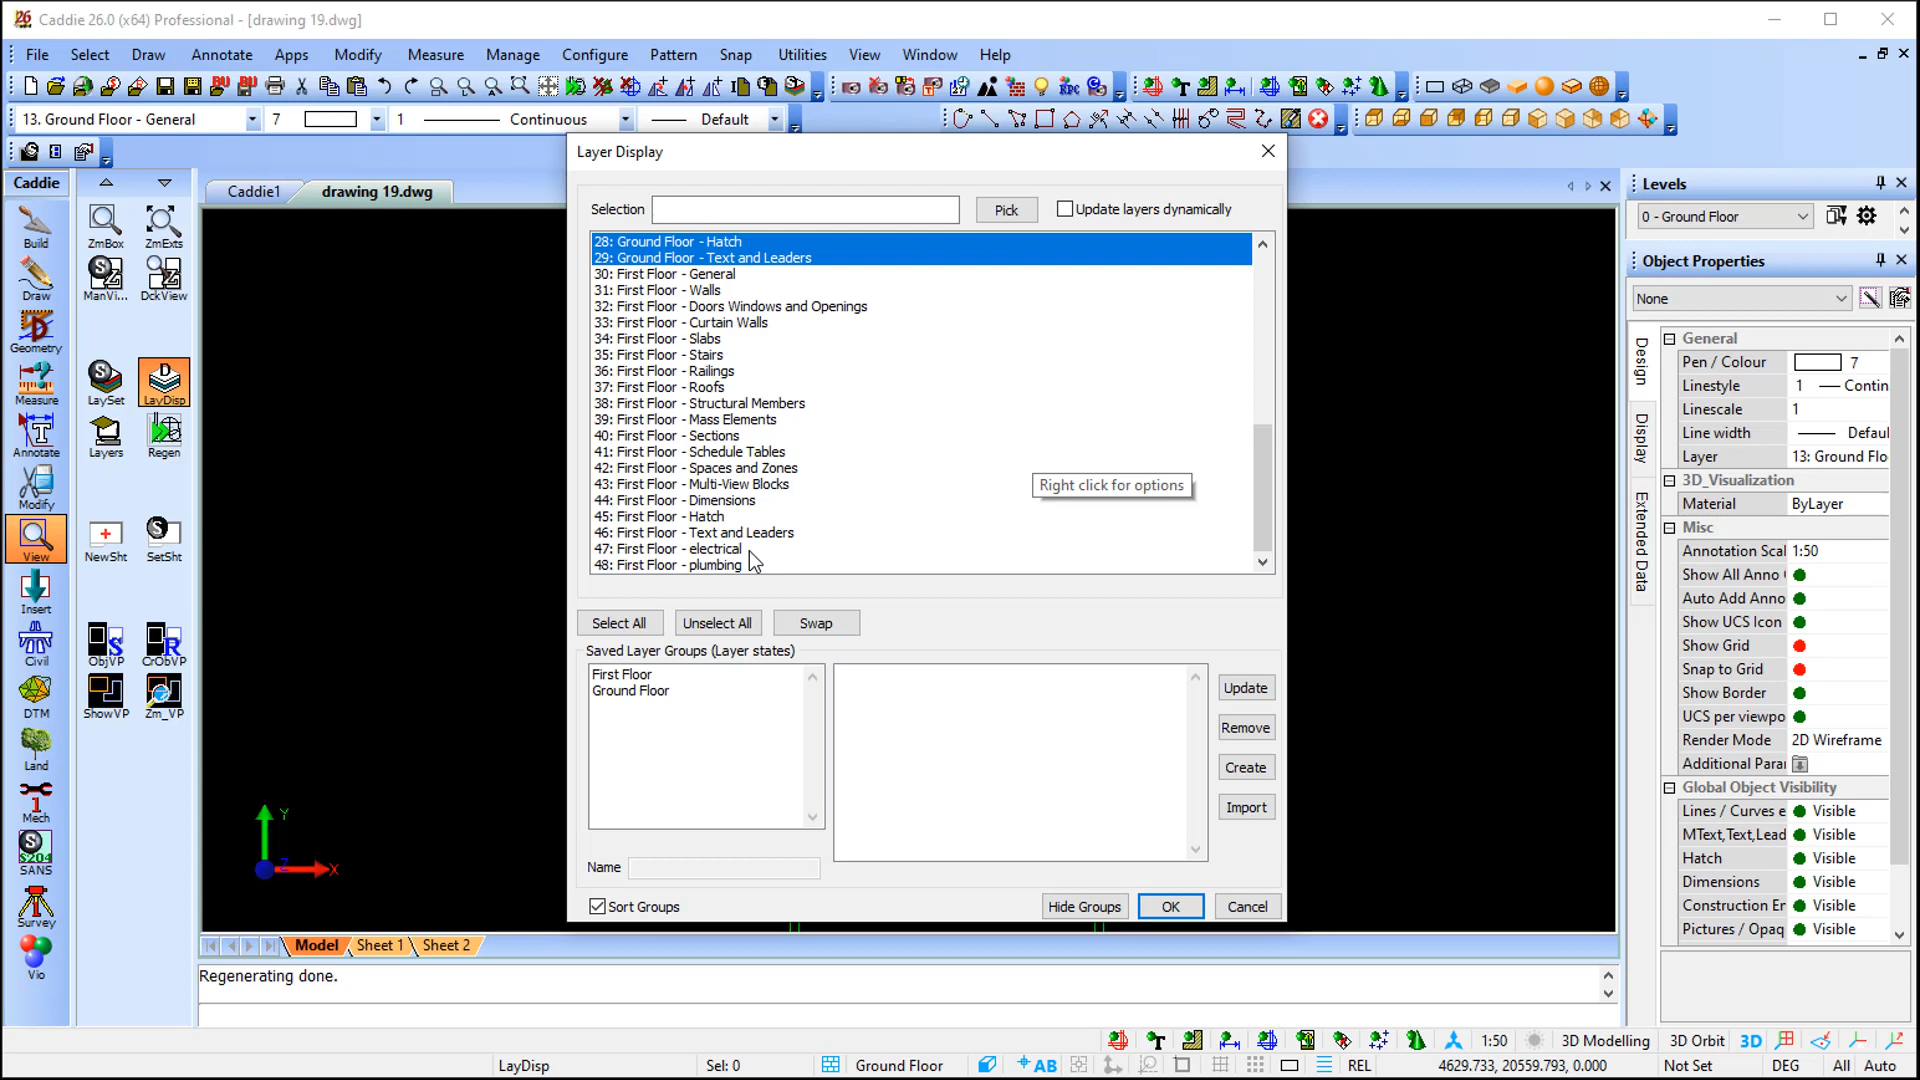 Caddie 26.0 (x64) Professional - [drawing 19.dwg]
File Select Draw Annotate Apps Modify Measure Manage Configure Pattern Snap Utilities View Window Help
13. Ground Floor - General 7 1 Continuous Default
Caddie
Caddie1 drawing 19.dwg
Build
Draw
Geometry
Measure
Annotate
Modify
View
Insert
Civil
DTM
Land
Mech
SANS
Survey
Vio
ZmBox ZmExts
ManVi... DckView
LaySet LayDisp
Layers Regen
NewSht SetSht
ObjVP CrObVP
ShowVP Zm_VP
Layer Display
Selection Pick Update layers dynamically
28: Ground Floor - Hatch
29: Ground Floor - Text and Leaders
30: First Floor - General
31: First Floor - Walls
32: First Floor - Doors Windows and Openings
33: First Floor - Curtain Walls
34: First Floor - Slabs
35: First Floor - Stairs
36: First Floor - Railings
37: First Floor - Roofs
38: First Floor - Structural Members
39: First Floor - Mass Elements
40: First Floor - Sections
41: First Floor - Schedule Tables
42: First Floor - Spaces and Zones
43: First Floor - Multi-View Blocks
44: First Floor - Dimensions
45: First Floor - Hatch
46: First Floor - Text and Leaders
47: First Floor - electrical
48: First Floor - plumbing
Right click for options
Select All Unselect All Swap
Saved Layer Groups (Layer states)
First Floor
Ground Floor
Update
Remove
Create
Import
Name
Sort Groups Hide Groups OK Cancel
Y
Z X
Levels
0 - Ground Floor
Object Properties
None
Design
Display
Extended Data
General
Pen / Colour 7
Linestyle 1 Contin
Linescale 1
Line width Defaul
Layer 13: Ground Flo
3D_Visualization
Material ByLayer
Misc
Annotation Scal 1:50
Show All Anno
Auto Add Anno
Show UCS Icon
Show Grid
Snap to Grid
Show Border
UCS per viewpo
Render Mode 2D Wireframe
Additional Parar
Global Object Visibility
Lines / Curves e Visible
MText,Text,Lead Visible
Hatch Visible
Dimensions Visible
Construction Er Visible
Pictures / Opaq Visible
Model Sheet 1 Sheet 2
Regenerating done.
1:50 3D Modelling 3D Orbit 3D
LayDisp Sel: 0 Ground Floor AB REL 4629.733, 20559.793, 0.000 Not Set DEG All Auto